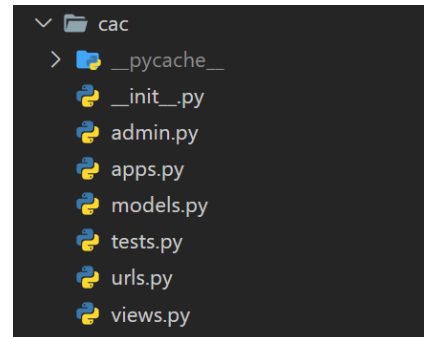 cac
__pycache__
__init__.py
admin.py
apps.py
models.py
tests.py
urls.py
views.py